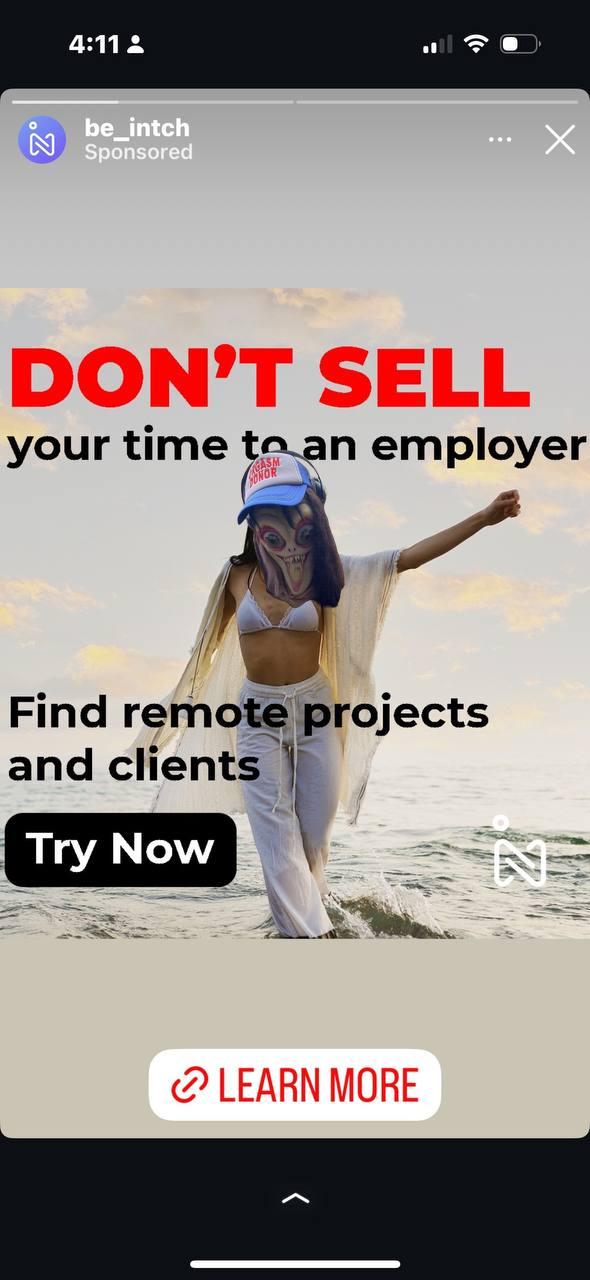 4:11
be_intch
Sponsored
DON'T SELL
your time to an employer
DONOR
Find remote projects
and clients
Try Now
LEARN MORE